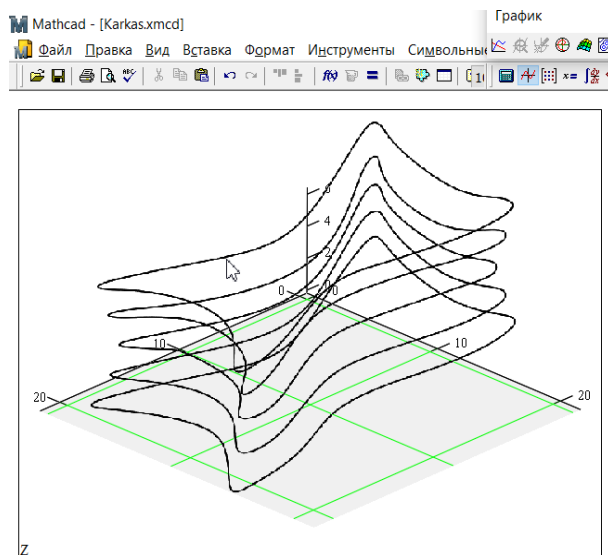 Mathcad - [Karkas.xmcd]
График
Файл Правка Вид Вставка Формат Инструменты Символьные
f(x) = x= ∫
6
4
2
0 0 0
10 10
20 20
Z